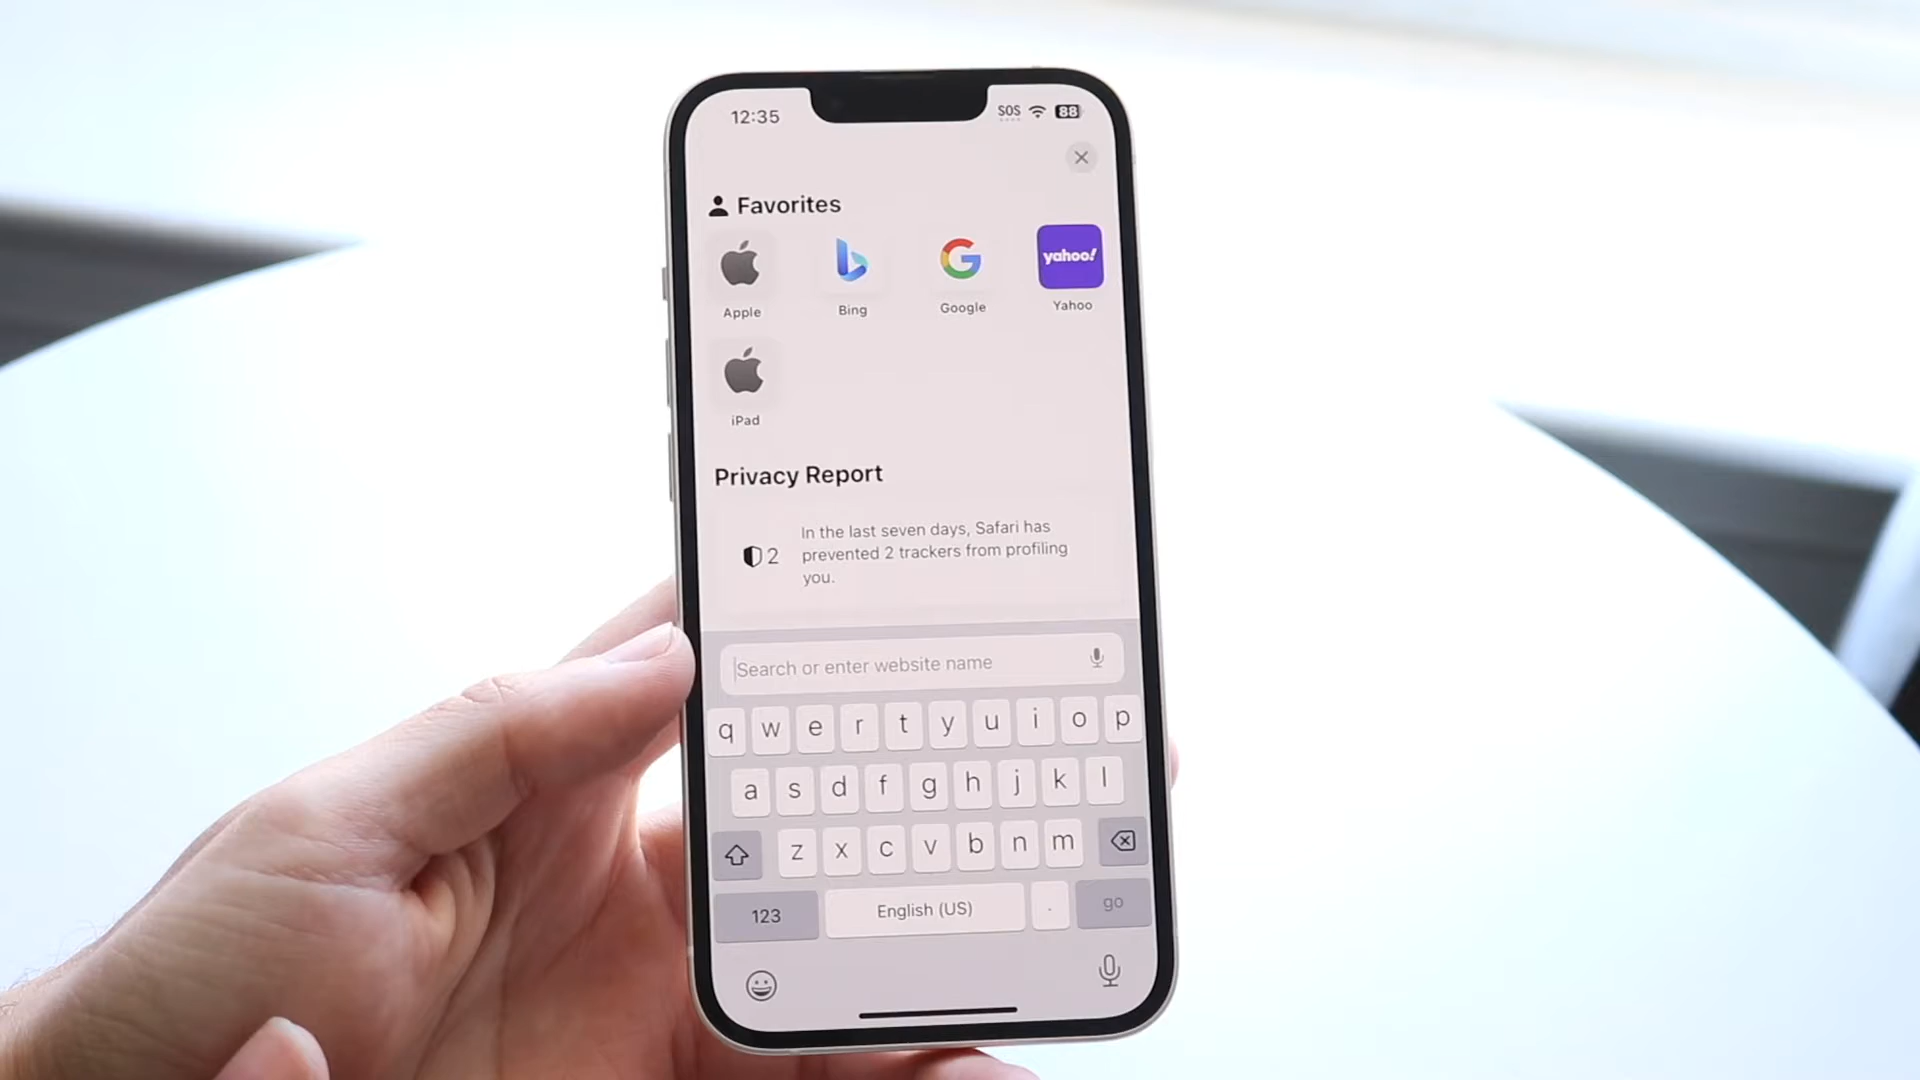 12:35
SOS
88
Favorites
yahoo!
Apple
Bing
Google
Yahoo
iPad
Privacy Report
2
In the last seven days, Safari has
prevented 2 trackers from profiling
you.
Search or enter website name
q w e r t y u i o p
a s d f g h j k l
z x c v b n m
123
English (US)
.
go